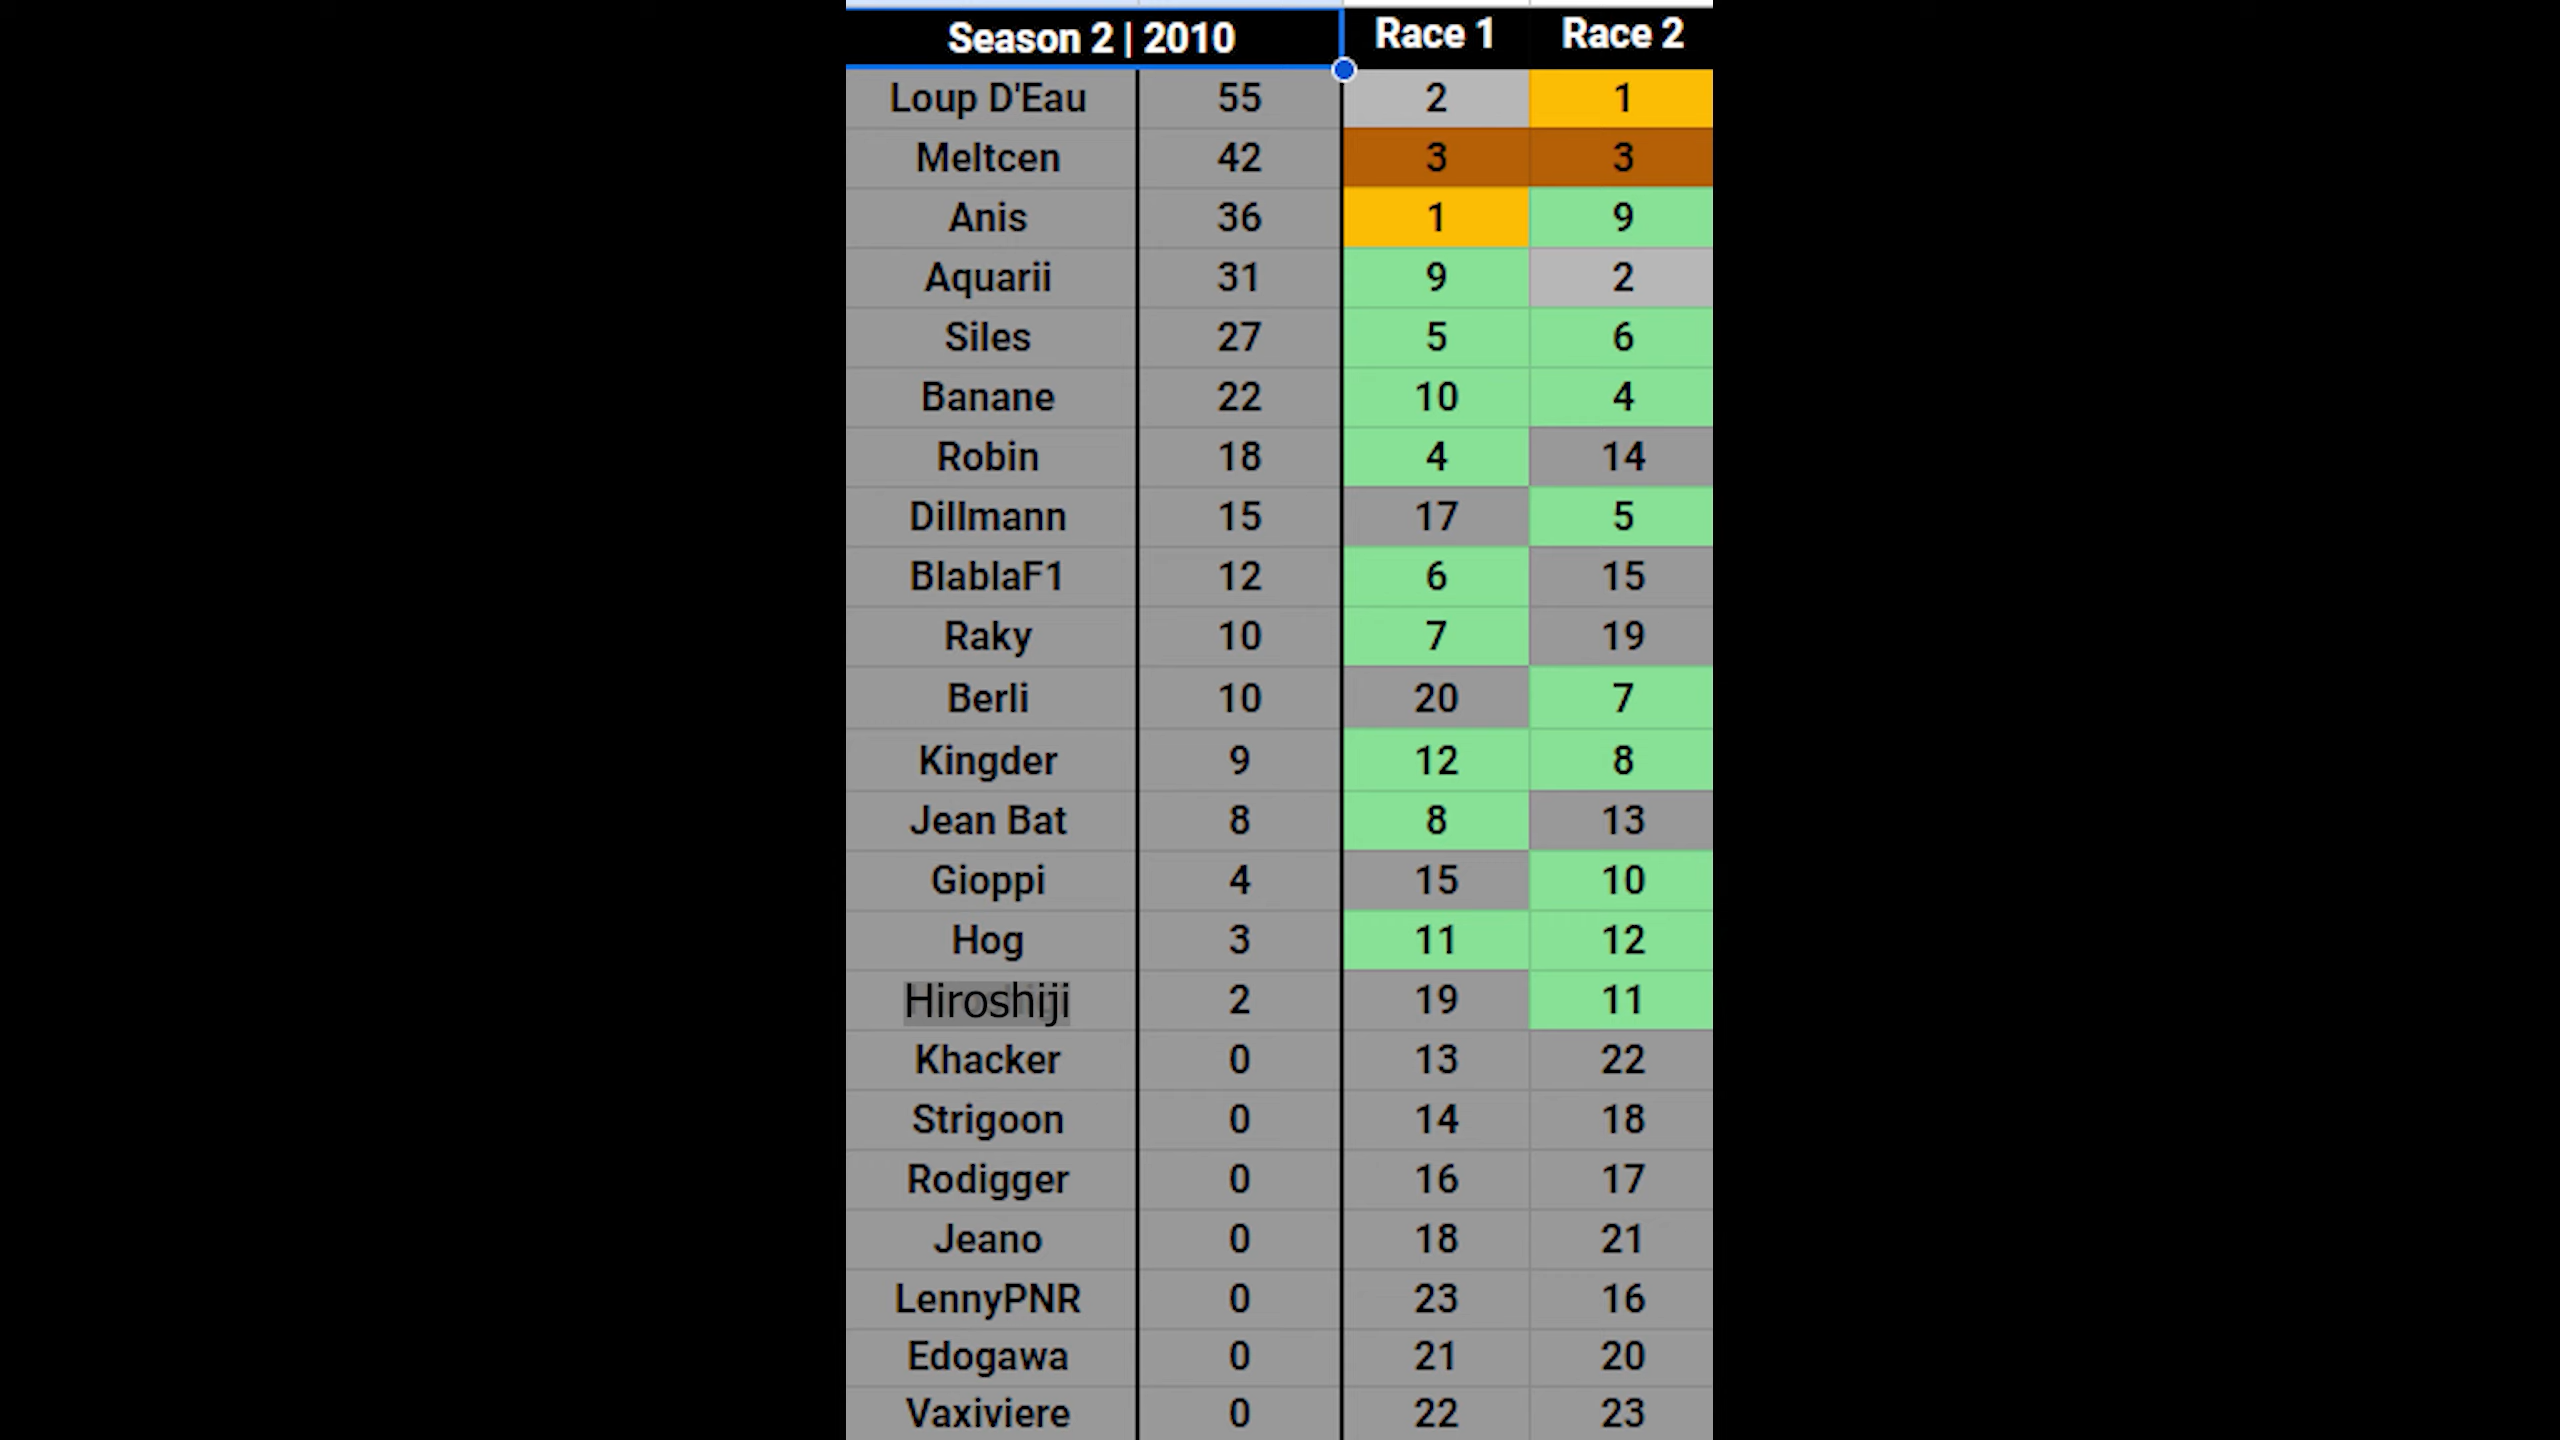 Season 2 | 2010 Race 1 Race 2
Loup D'Eau 55 2 1
Meltcen 42 3 3
Anis 36 1 9
Aquarii 31 9 2
Siles 27 5 6
Banane 22 10 4
Robin 18 4 14
Dillmann 15 17 5
BlablaF1 12 6 15
Raky 10 7 19
Berli 10 20 7
Kingder 9 12 8
Jean Bat 8 8 13
Gioppi 4 15 10
Hog 3 11 12
Hiroshiji 2 19 11
Khacker 0 13 22
Strigoon 0 14 18
Rodigger 0 16 17
Jeano 0 18 21
LennyPNR 0 23 16
Edogawa 0 21 20
Vaxiviere 0 22 23